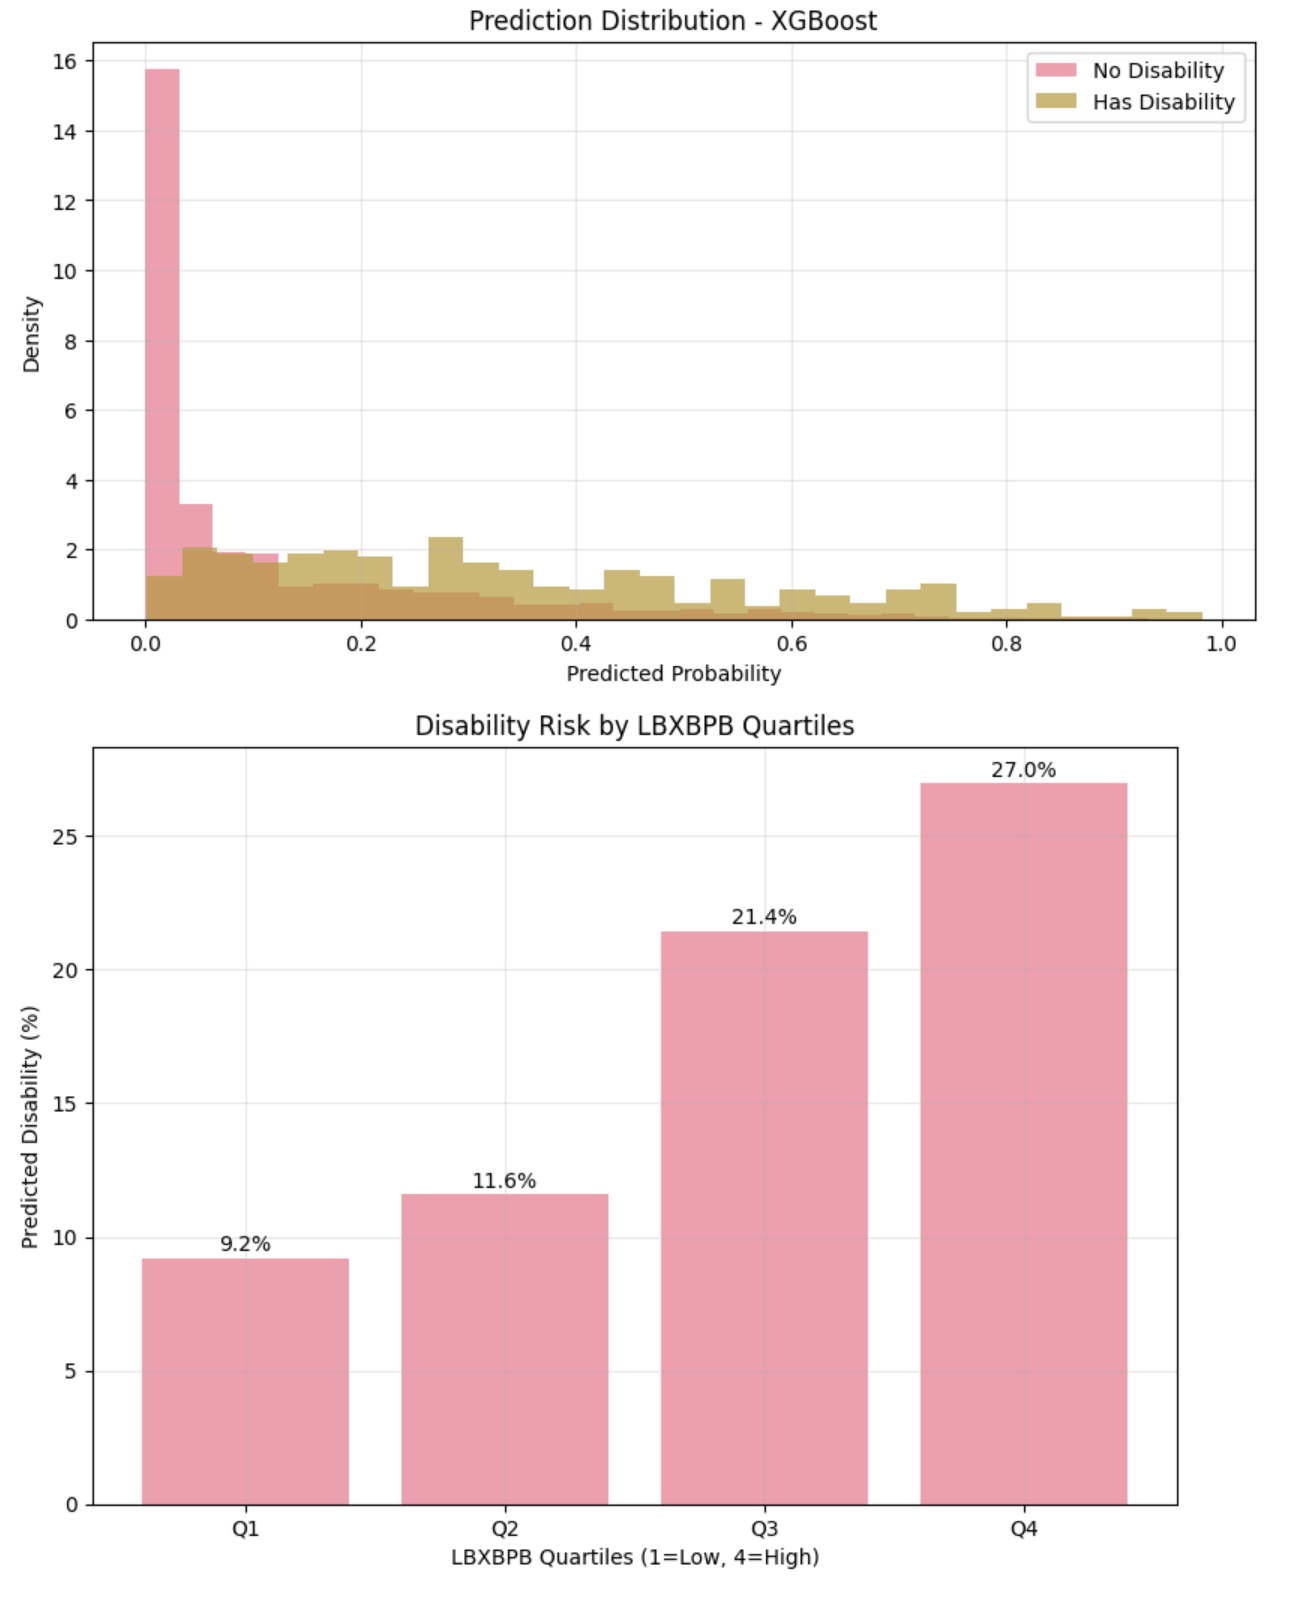 Prediction Distribution - XGBoost
No Disability
Has Disability
16
14
12
10
8
6
4
2
0
Density
0.0 0.2 0.4 0.6 0.8 1.0
Predicted Probability
Disability Risk by LBXBPB Quartiles
27.0%
21.4%
11.6%
9.2%
25
20
15
10
5
0
Predicted Disability (%)
Q1 Q2 Q3 Q4
LBXBPB Quartiles (1=Low, 4=High)